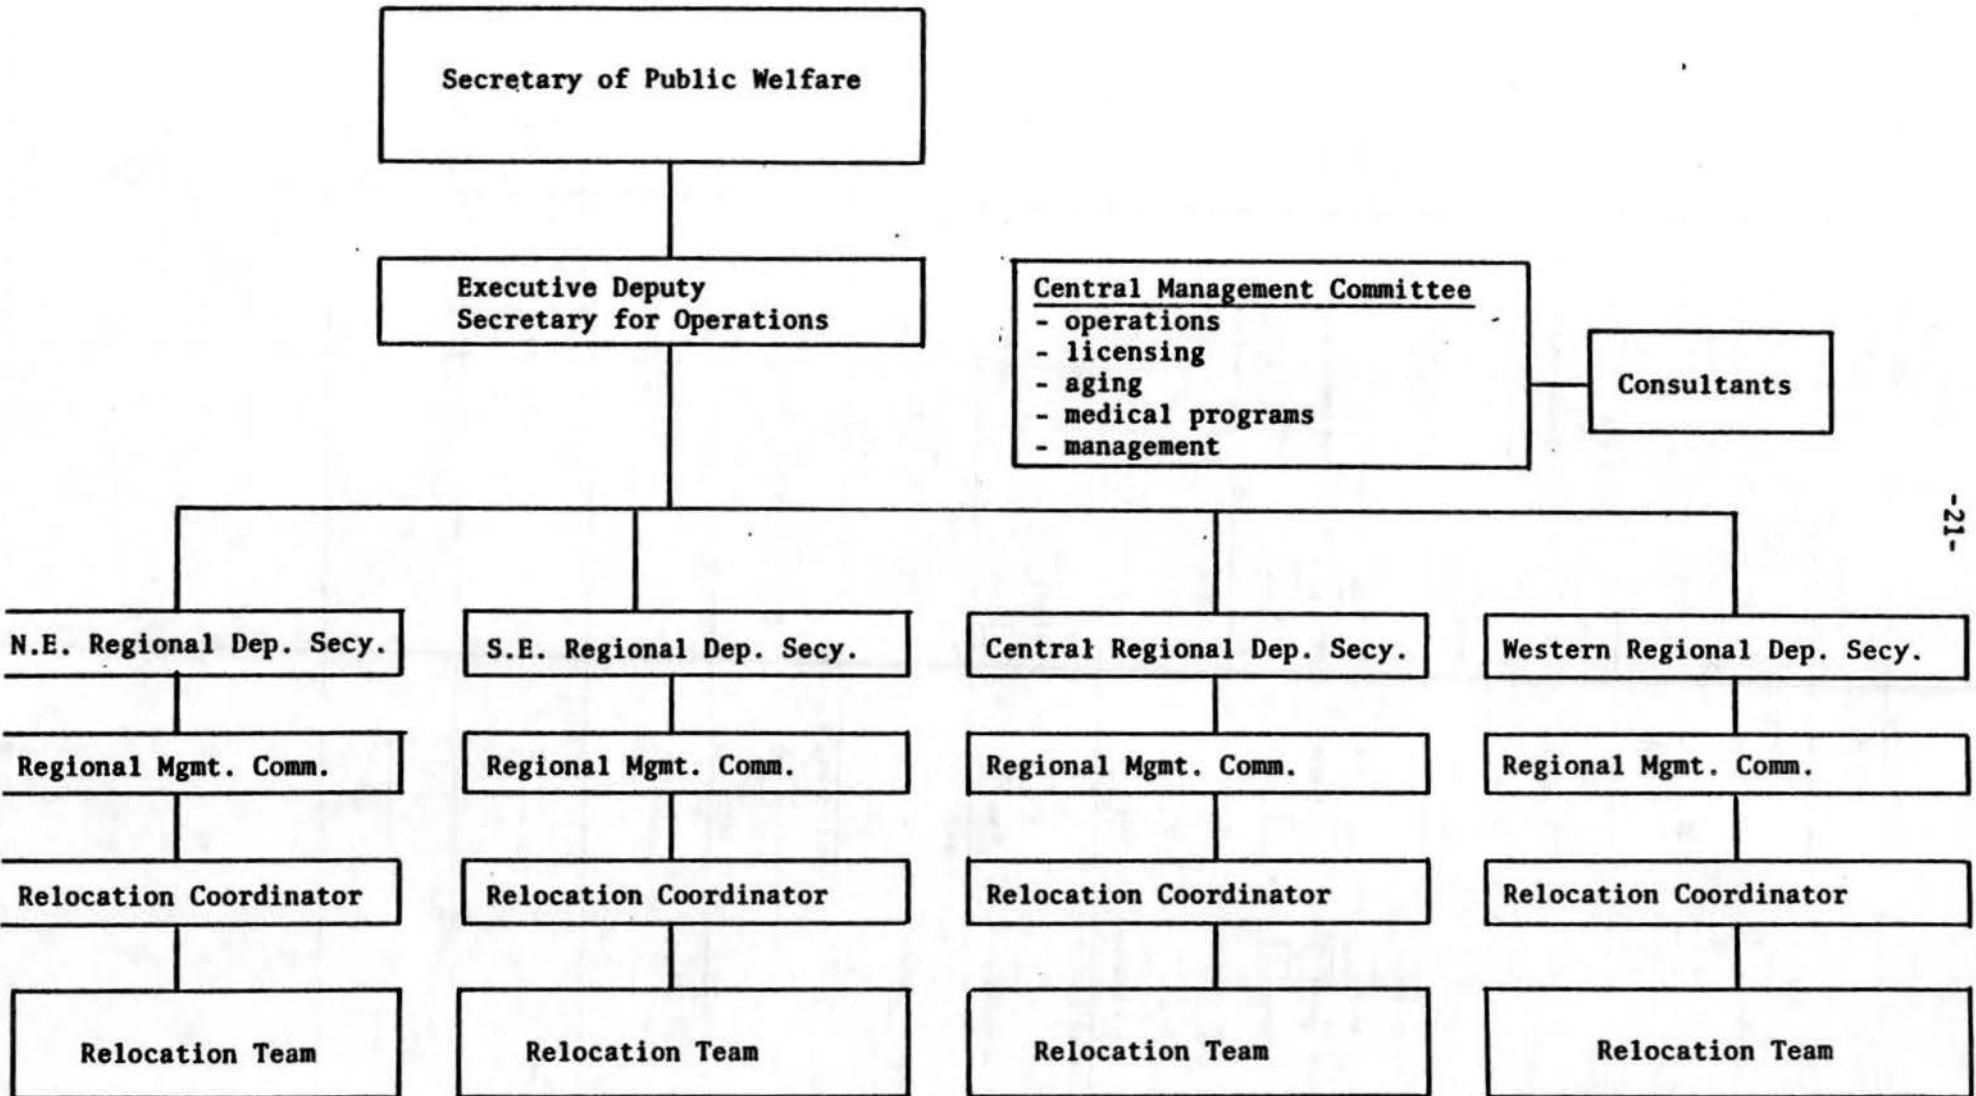 Secretary of Public Welfare
Executive Deputy
Secretary for Operations
Central Management Committee
- operations
- licensing
- aging
- medical programs
- management
Consultants
-21-
N.E. Regional Dep. Secy.
S.E. Regional Dep. Secy.
Central Regional Dep. Secy.
Western Regional Dep. Secy.
Regional Mgmt. Comm.
Regional Mgmt. Comm.
Regional Mgmt. Comm.
Regional Mgmt. Comm.
Relocation Coordinator
Relocation Coordinator
Relocation Coordinator
Relocation Coordinator
Relocation Team
Relocation Team
Relocation Team
Relocation Team